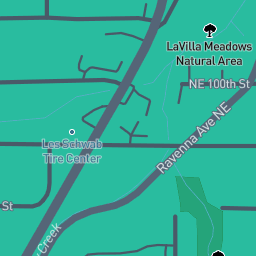 LaVilla Meadows
Natural Area
NE 100th St
Les Schwab
Tire Center
Ravenna Ave NE
St
Creek